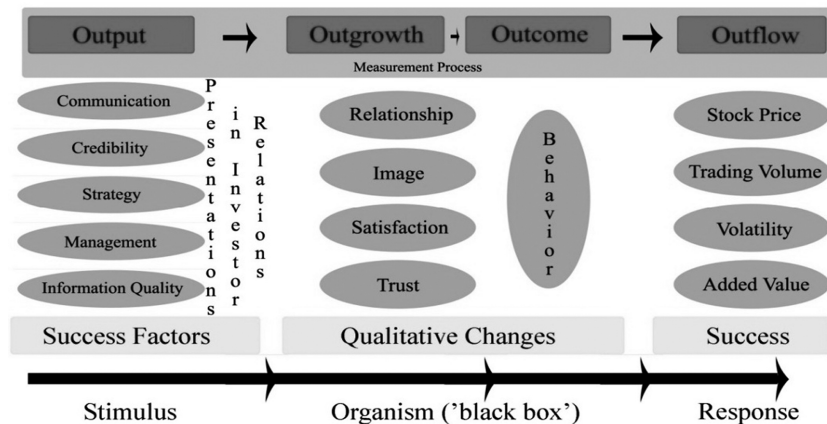 Output
Outgrowth
Outcome
Outflow
Measurement Process
Communication
Credibility
Strategy
Management
Information Quality
Presentations
in Investor
Relations
Relationship
Image
Satisfaction
Trust
Behavior
Stock Price
Trading Volume
Volatility
Added Value
Success Factors
Qualitative Changes
Success
Stimulus
Organism ('black box')
Response